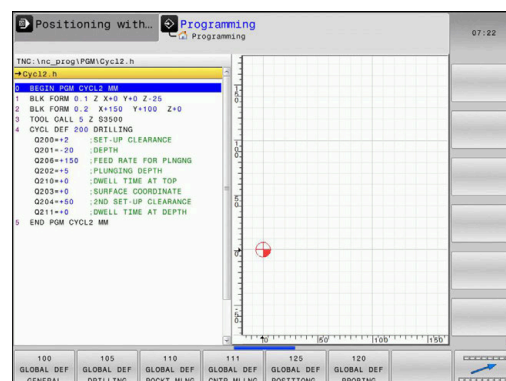 Positioning with... Programming
Programming
07:22
TNC:\nc_prog\PGM\Cycl2.h
→Cycl2.h
0 BEGIN PGM CYCL2 MM
1 BLK FORM 0.1 Z X+0 Y+0 Z-25
2 BLK FORM 0.2 X+150 Y+100 Z+0
3 TOOL CALL 5 Z S3500
4 CYCL DEF 200 DRILLING
Q200=+2 ;SET-UP CLEARANCE
Q201=-20 ;DEPTH
Q206=+150 ;FEED RATE FOR PLNGNG
Q202=+5 ;PLUNGING DEPTH
Q210=+0 ;DWELL TIME AT TOP
Q203=+0 ;SURFACE COORDINATE
Q204=+50 ;2ND SET-UP CLEARANCE
Q211=+0 ;DWELL TIME AT DEPTH
5 END PGM CYCL2 MM
0 50 100 150
100 105 110 111 125 120
GLOBAL DEF GLOBAL DEF GLOBAL DEF GLOBAL DEF GLOBAL DEF GLOBAL DEF
GENERAL DRILLING POCKT MLNG CNTR MLLNG POSITIONG. PROBING